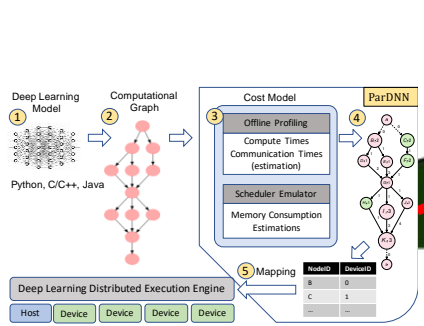 Deep Learning
Model
1
Python, C/C++, Java
Computational
Graph
2
ParDNN
Cost Model
3
Offline Profiling
Compute Times
Communication Times
(estimation)
Scheduler Emulator
Memory Consumption
Estimations
4
5 Mapping
NodeID DeviceID
B 0
C 1
... ...
Deep Learning Distributed Execution Engine
Host Device Device Device Device